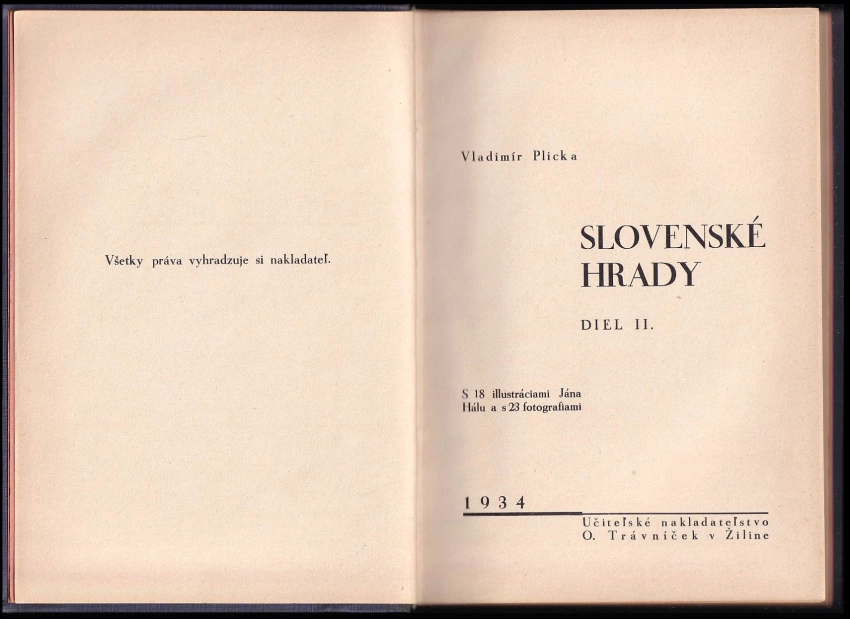 Všetky práva vyhradzuje si nakladateľ.
Vladimír Plicka
SLOVENSKÉ
HRADY
DIEL II.
S 18 illustráciami Jána
Hálu a s 23 fotografiami
1934
Učiteľské nakladateľstvo
O. Trávníček v Žiline